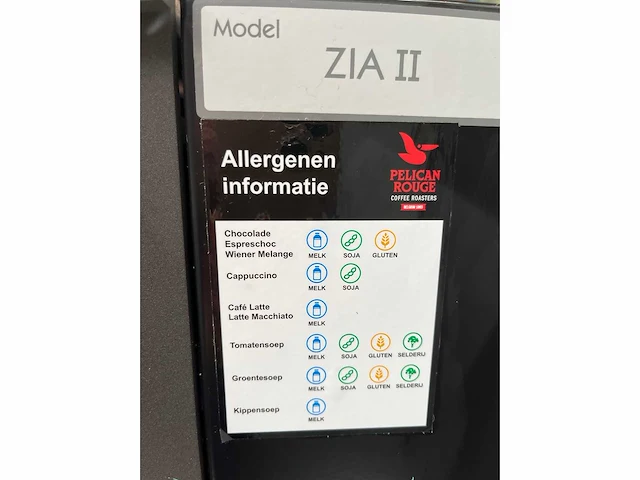 Model
ZIA II
Allergenen
informatie
PELICAN
ROUGE
COFFEE ROASTERS
Chocolade
Espreschoc
Wiener Melange
MELK SOJA GLUTEN
Cappuccino
MELK SOJA
Café Latte
Latte Macchiato
MELK
Tomatensoep
MELK SOJA GLUTEN SELDERIJ
Groentesoep
MELK SOJA GLUTEN SELDERIJ
Kippensoep
MELK